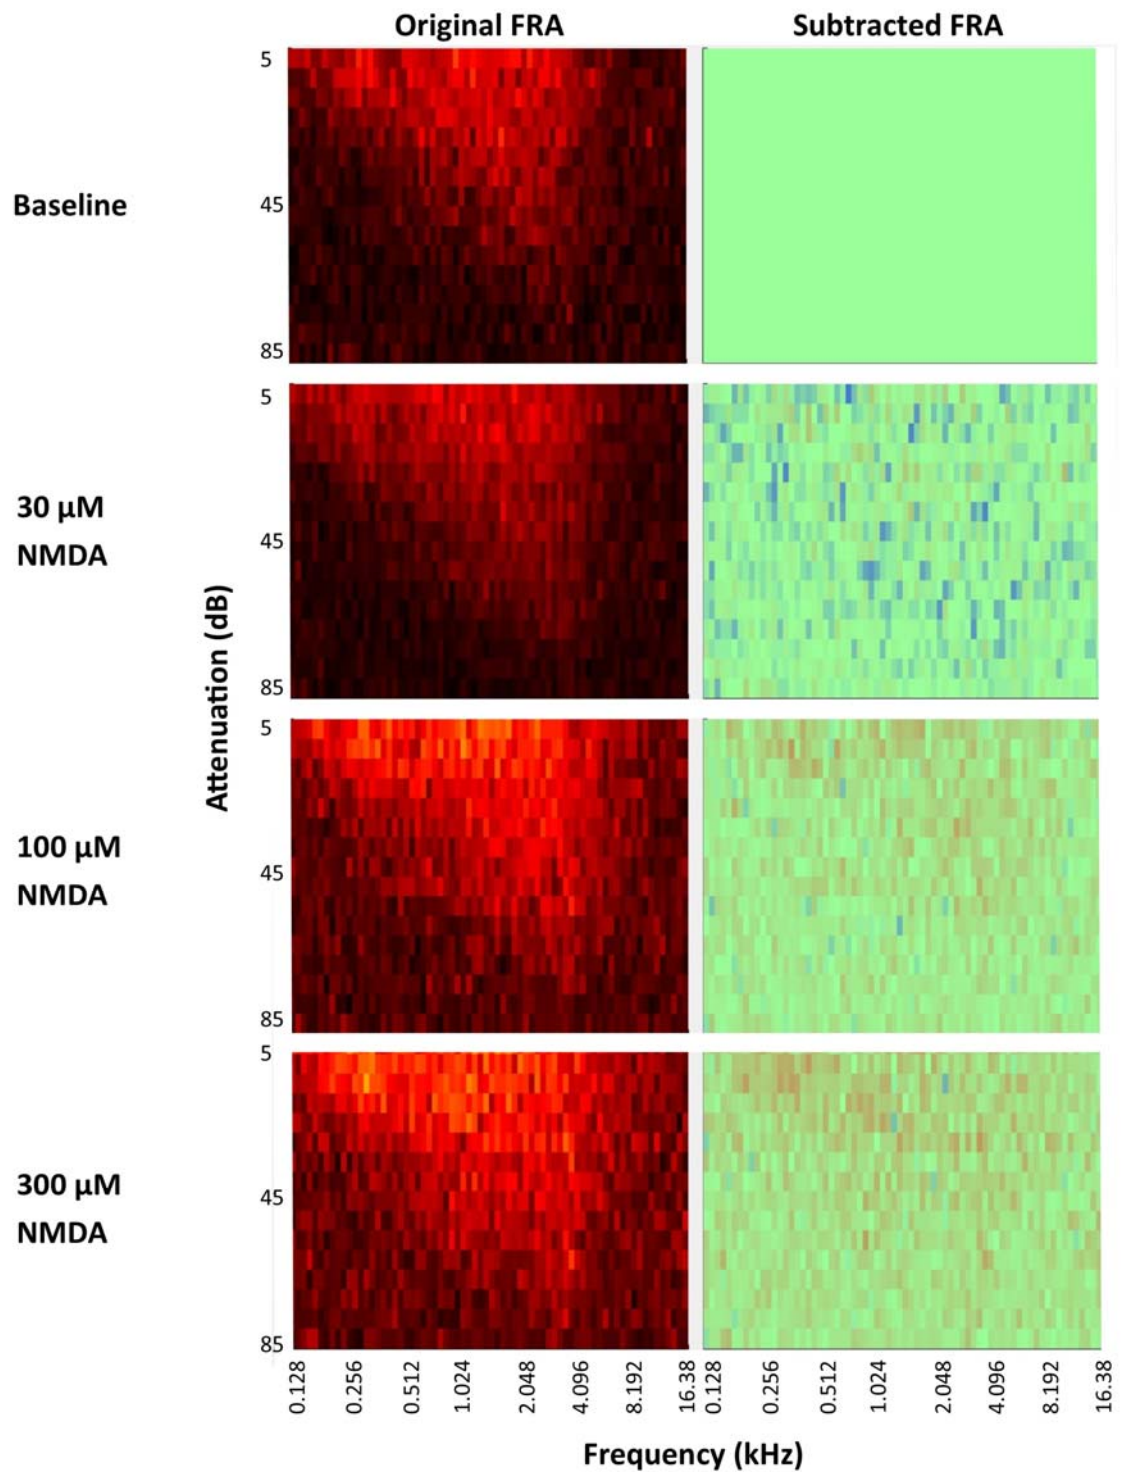 Original FRA
Subtracted FRA
5
Baseline
45
85
5
30 µM
NMDA
45
85
Attenuation (dB)
5
100 µM
NMDA
45
85
5
300 µM
NMDA
45
85
0.128
0.256
0.512
1.024
2.048
4.096
8.192
16.38
0.128
0.256
0.512
1.024
2.048
4.096
8.192
16.38
Frequency (kHz)